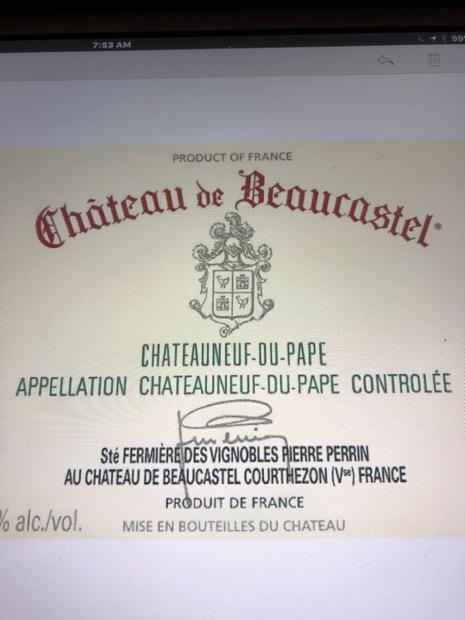 7:53 AM
99%
PRODUCT OF FRANCE
Château de Beaucastel®
CHATEAUNEUF-DU-PAPE
APPELLATION CHATEAUNEUF-DU-PAPE CONTROLÉE
Sté FERMIÈRE DES VIGNOBLES PIERRE PERRIN
AU CHATEAU DE BEAUCASTEL COURTHEZON (Vse) FRANCE
PRODUIT DE FRANCE
% alc./vol.
MISE EN BOUTEILLES DU CHATEAU